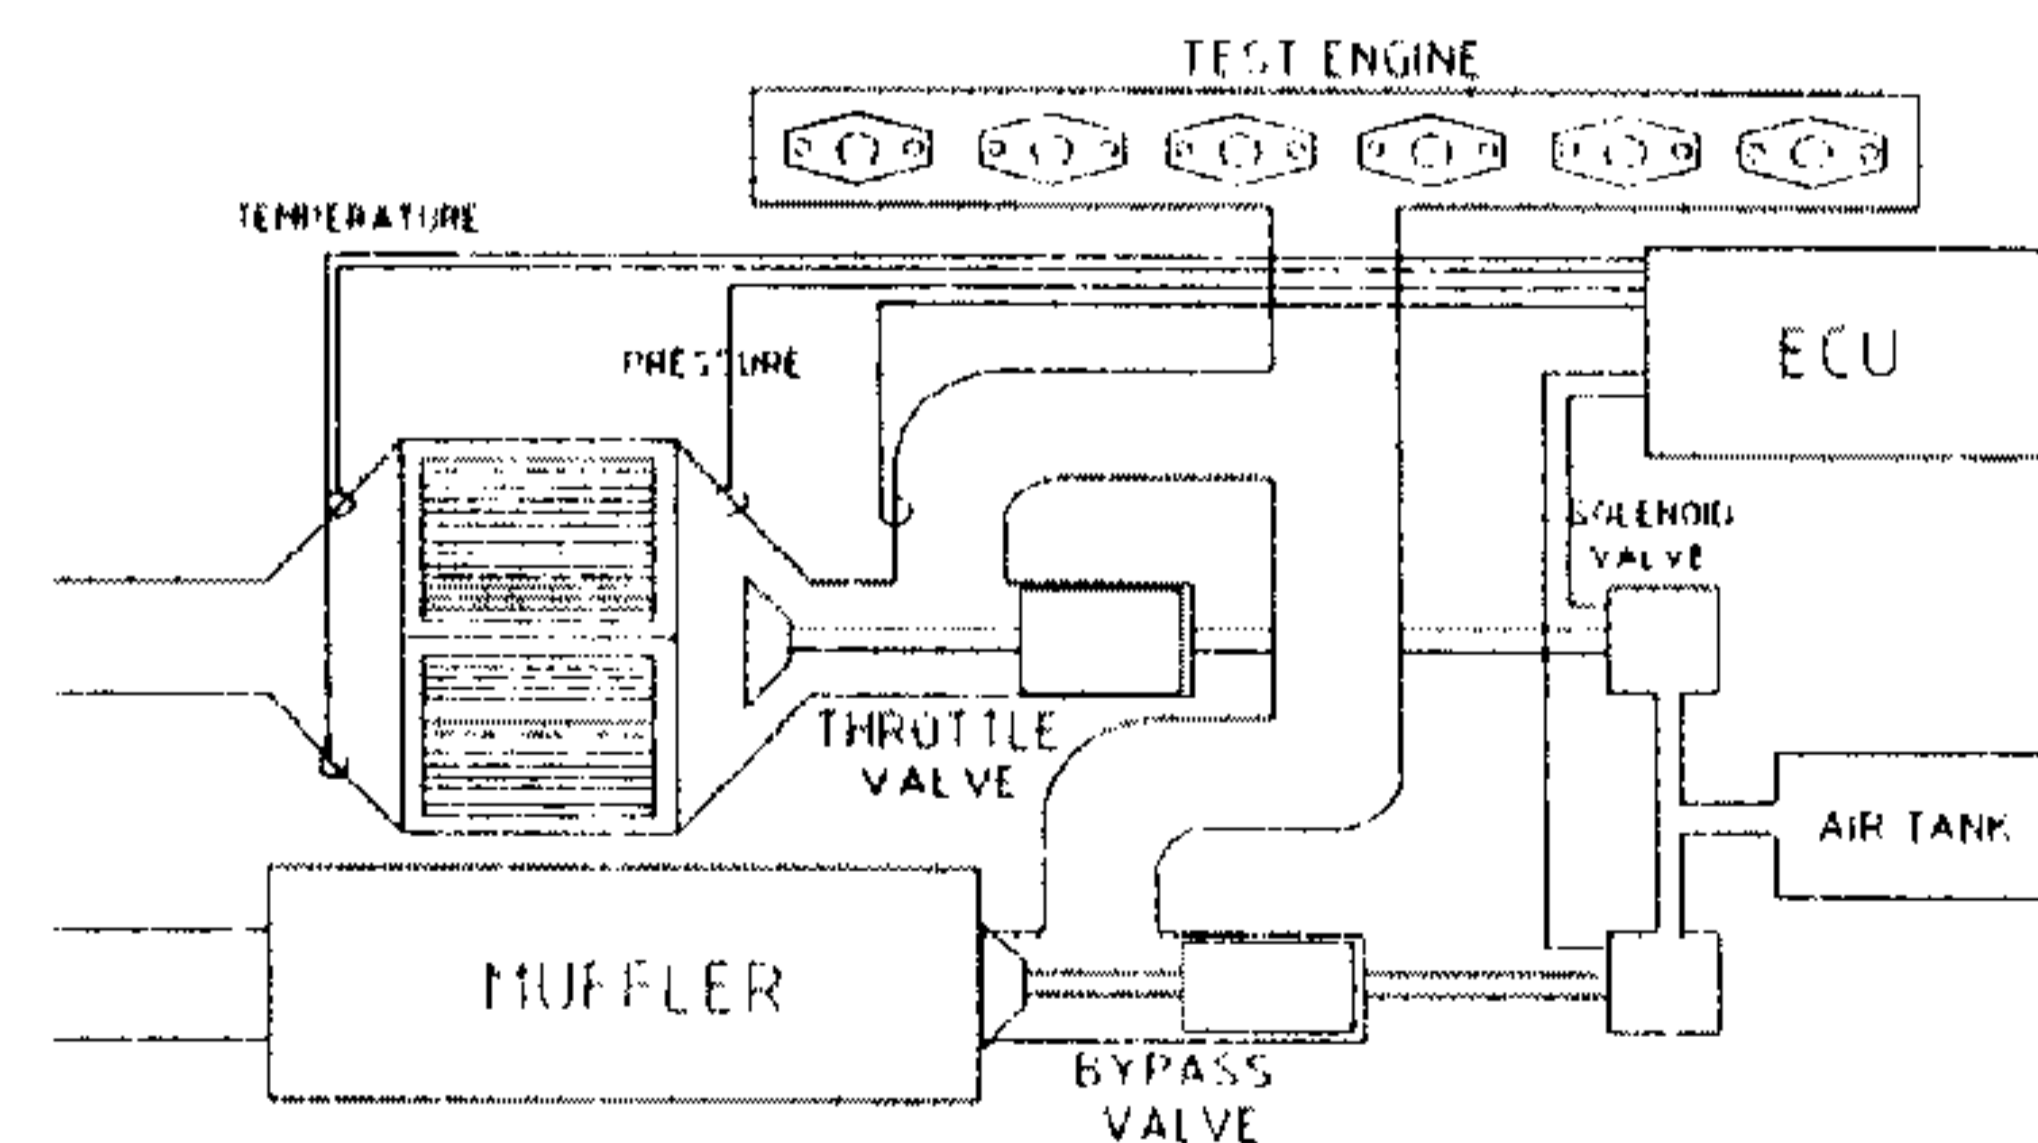 TEST ENGINE
TEMPERATURE
PRESSURE
ECU
SOLENOID
VALVE
THROTTLE
VALVE
AIR TANK
MUFFLER
BYPASS
VALVE